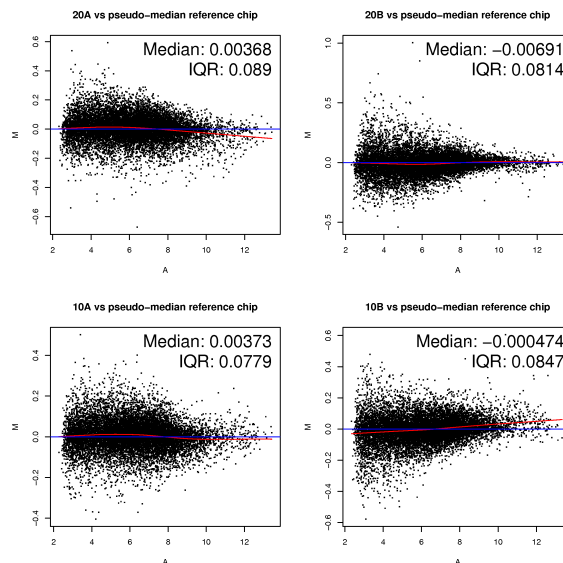 20A vs pseudo−median reference chip
Median: 0.00368
IQR: 0.089
M
0.6
0.4
0.2
0.0
−0.2
−0.4
−0.6
2 4 6 8 10 12
A
20B vs pseudo−median reference chip
Median: −0.00691
IQR: 0.0814
M
1.0
0.5
0.0
−0.5
2 4 6 8 10 12
A
10A vs pseudo−median reference chip
Median: 0.00373
IQR: 0.0779
M
0.4
0.2
0.0
−0.2
−0.4
2 4 6 8 10 12
A
10B vs pseudo−median reference chip
Median: −0.000474
IQR: 0.0847
M
0.6
0.4
0.2
0.0
−0.2
−0.4
−0.6
2 4 6 8 10 12
A